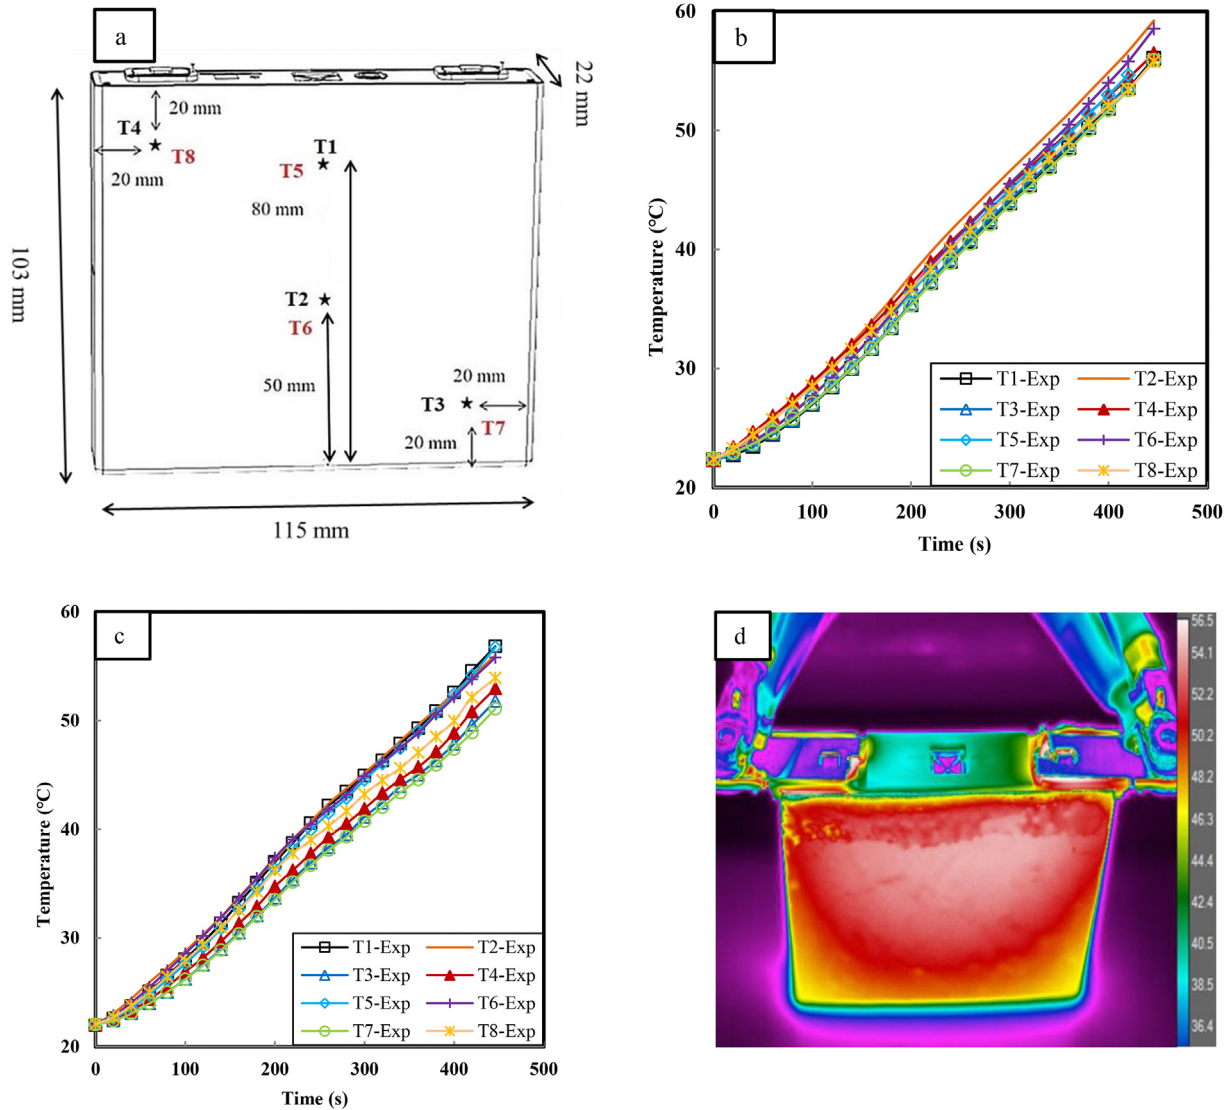 a
22 mm
20 mm
T4
T8
20 mm
T1
T5
80 mm
103 mm
T2
T6
50 mm
20 mm
T3
T7
20 mm
115 mm
b
60
50
40
30
20
Temperature (°C)
0
100
200
300
400
500
Time (s)
T1-Exp
T2-Exp
T3-Exp
T4-Exp
T5-Exp
T6-Exp
T7-Exp
T8-Exp
c
60
50
40
30
20
Temperature (°C)
0
100
200
300
400
500
Time (s)
T1-Exp
T2-Exp
T3-Exp
T4-Exp
T5-Exp
T6-Exp
T7-Exp
T8-Exp
d
56.5
54.1
52.2
50.2
48.2
46.3
44.3
42.4
40.5
38.5
36.4